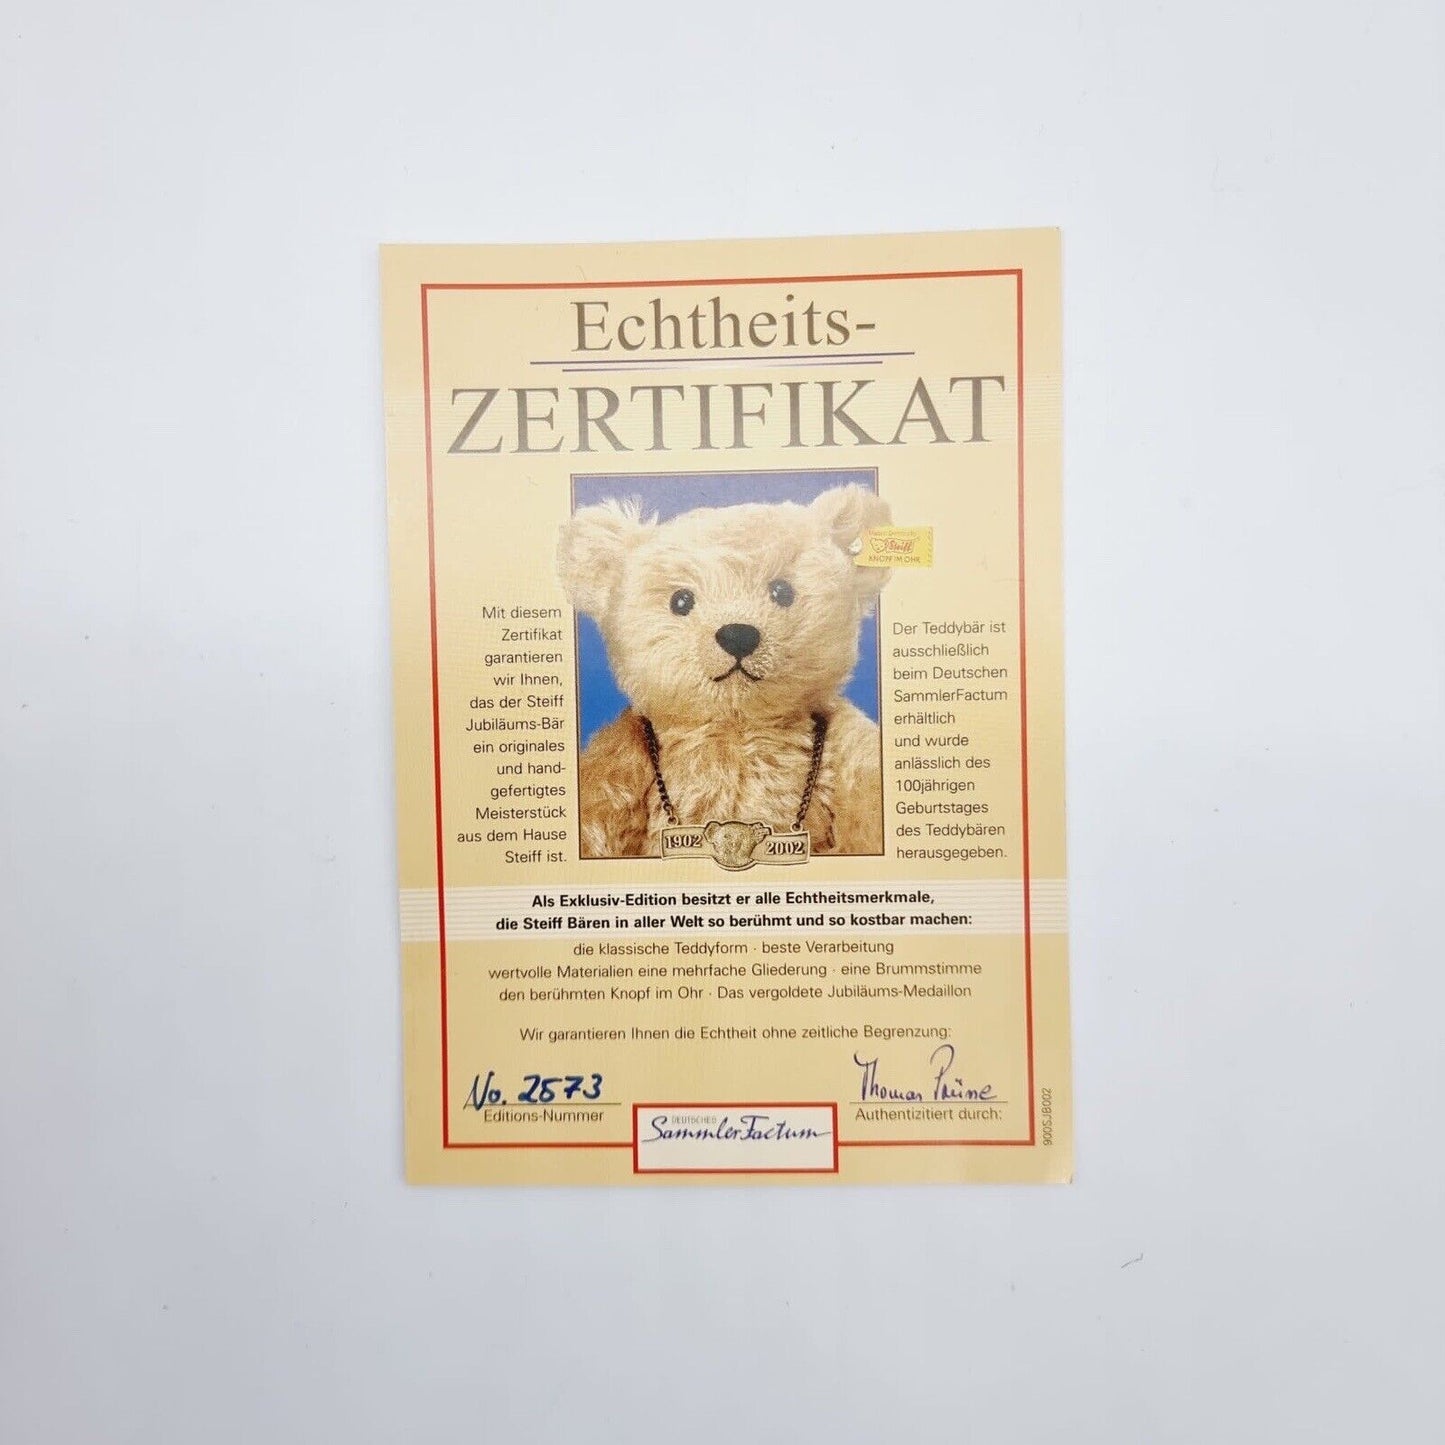 Echtheits-
ZERTIFIKAT
Steiff
KNOPF IM OHR
Mit diesem
Zertifikat
garantieren
wir Ihnen,
das der Steiff
Jubiläums-Bär
ein originales
und hand-
gefertigtes
Meisterstück
aus dem Hause
Steiff ist.
Der Teddybär ist
ausschließlich
beim Deutschen
SammlerFactum
erhältlich
und wurde
anlässlich des
100jährigen
Geburtstages
des Teddybären
herausgegeben.
1902 2002
Als Exklusiv-Edition besitzt er alle Echtheitsmerkmale,
die Steiff Bären in aller Welt so berühmt und so kostbar machen:
die klassische Teddyform · beste Verarbeitung
wertvolle Materialien eine mehrfache Gliederung · eine Brummstimme
den berühmten Knopf im Ohr · Das vergoldete Jubiläums-Medaillon
Wir garantieren Ihnen die Echtheit ohne zeitliche Begrenzung:
No. 2573
Editions-Nummer
Thomas
Authentizitiert durch:
DEUTSCHES
SammlerFactum
900SJB002